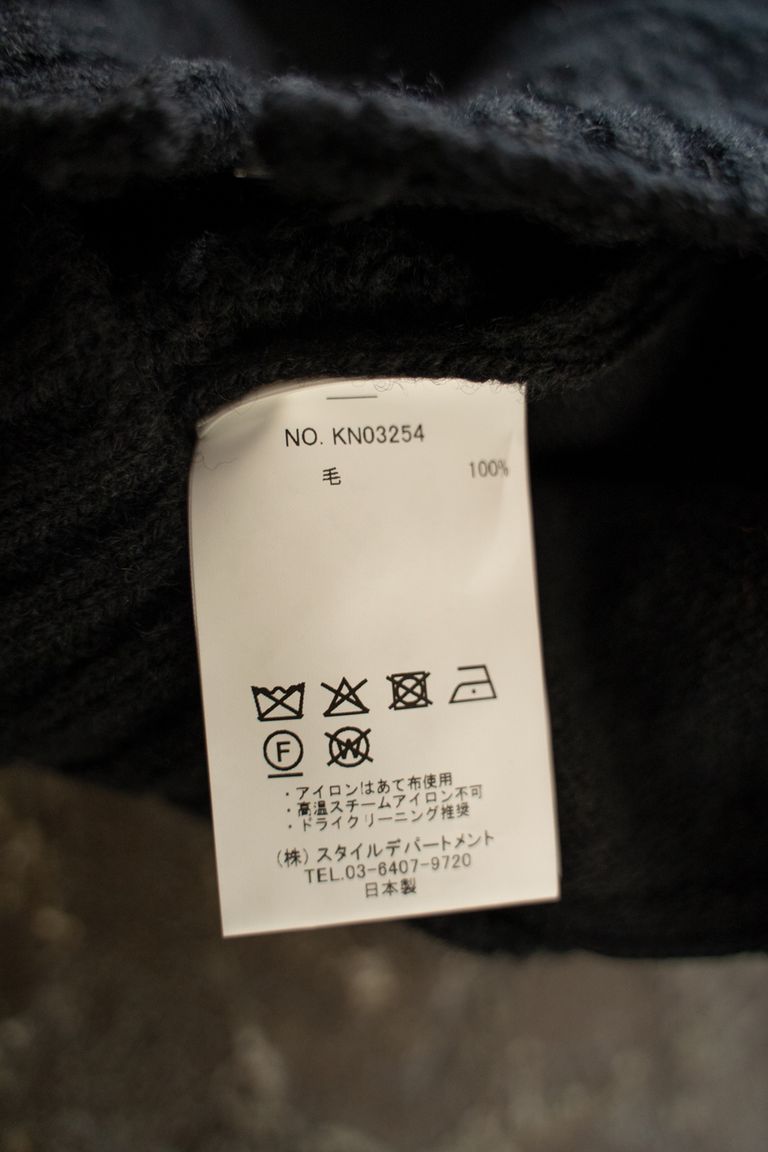 NO. KN03254
毛 100%
F
W
・アイロンはあて布使用
・高温スチームアイロン不可
・ドライクリーニング推奨
(株)スタイルデパートメント
TEL.03-6407-9720
日本製